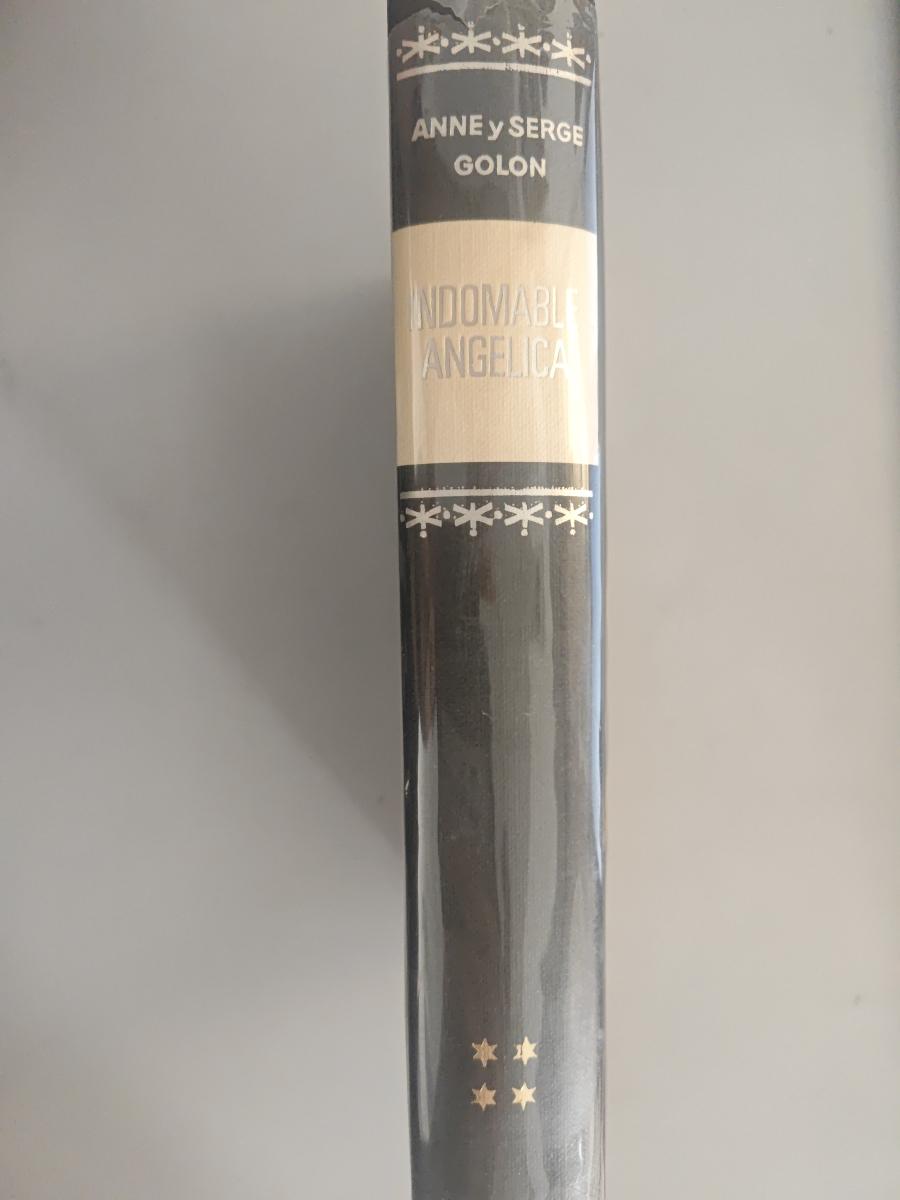 ANNE y SERGE
GOLON
INDOMABLE
ANGELICA